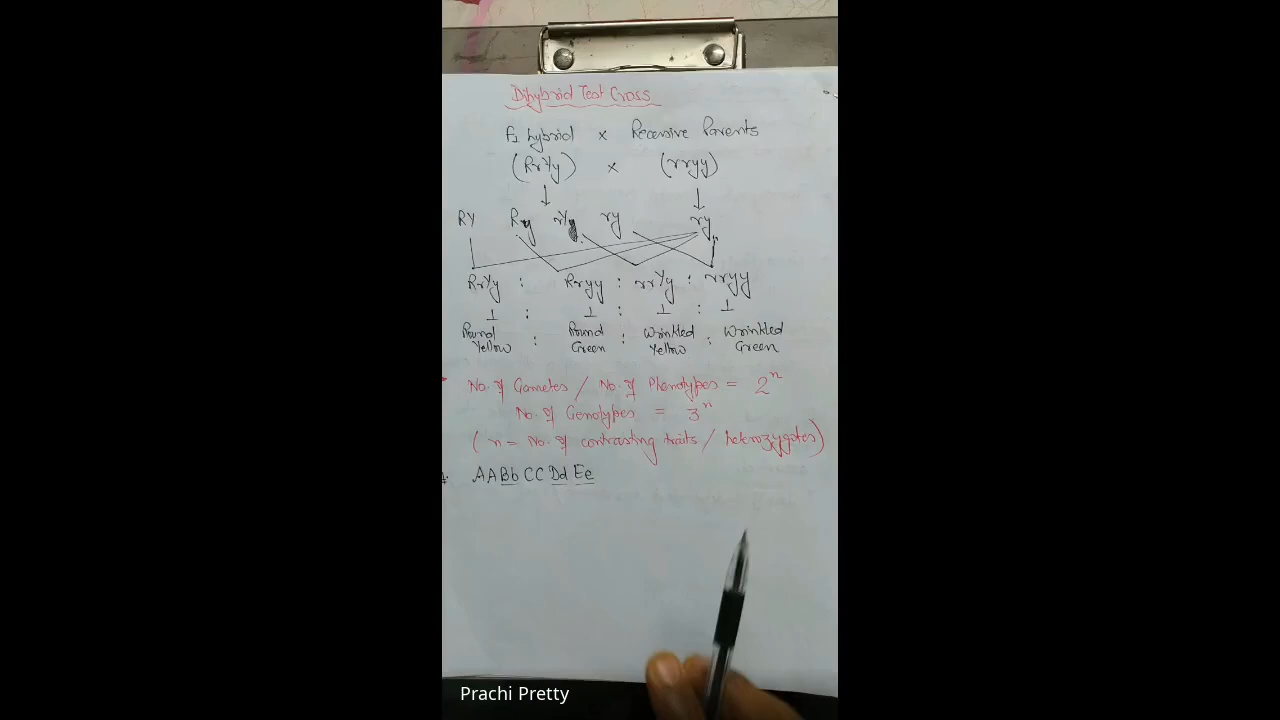 Dihybrid Test Cross
F1 hybrid × Recessive Parents
(RrYy) × (rryy)
RY Ry rY ry ry
RrYy : Rryy : rrYy : rryy
1 : 1 : 1 : 1
Round Yellow : Round Green : Wrinkled Yellow : Wrinkled Green
No. of Gametes / No. of Phenotypes = 2^n
No. of Genotypes = 3^n
(n = No. of contrasting traits / heterozygotes)
AABbCCDdEe
Prachi Pretty